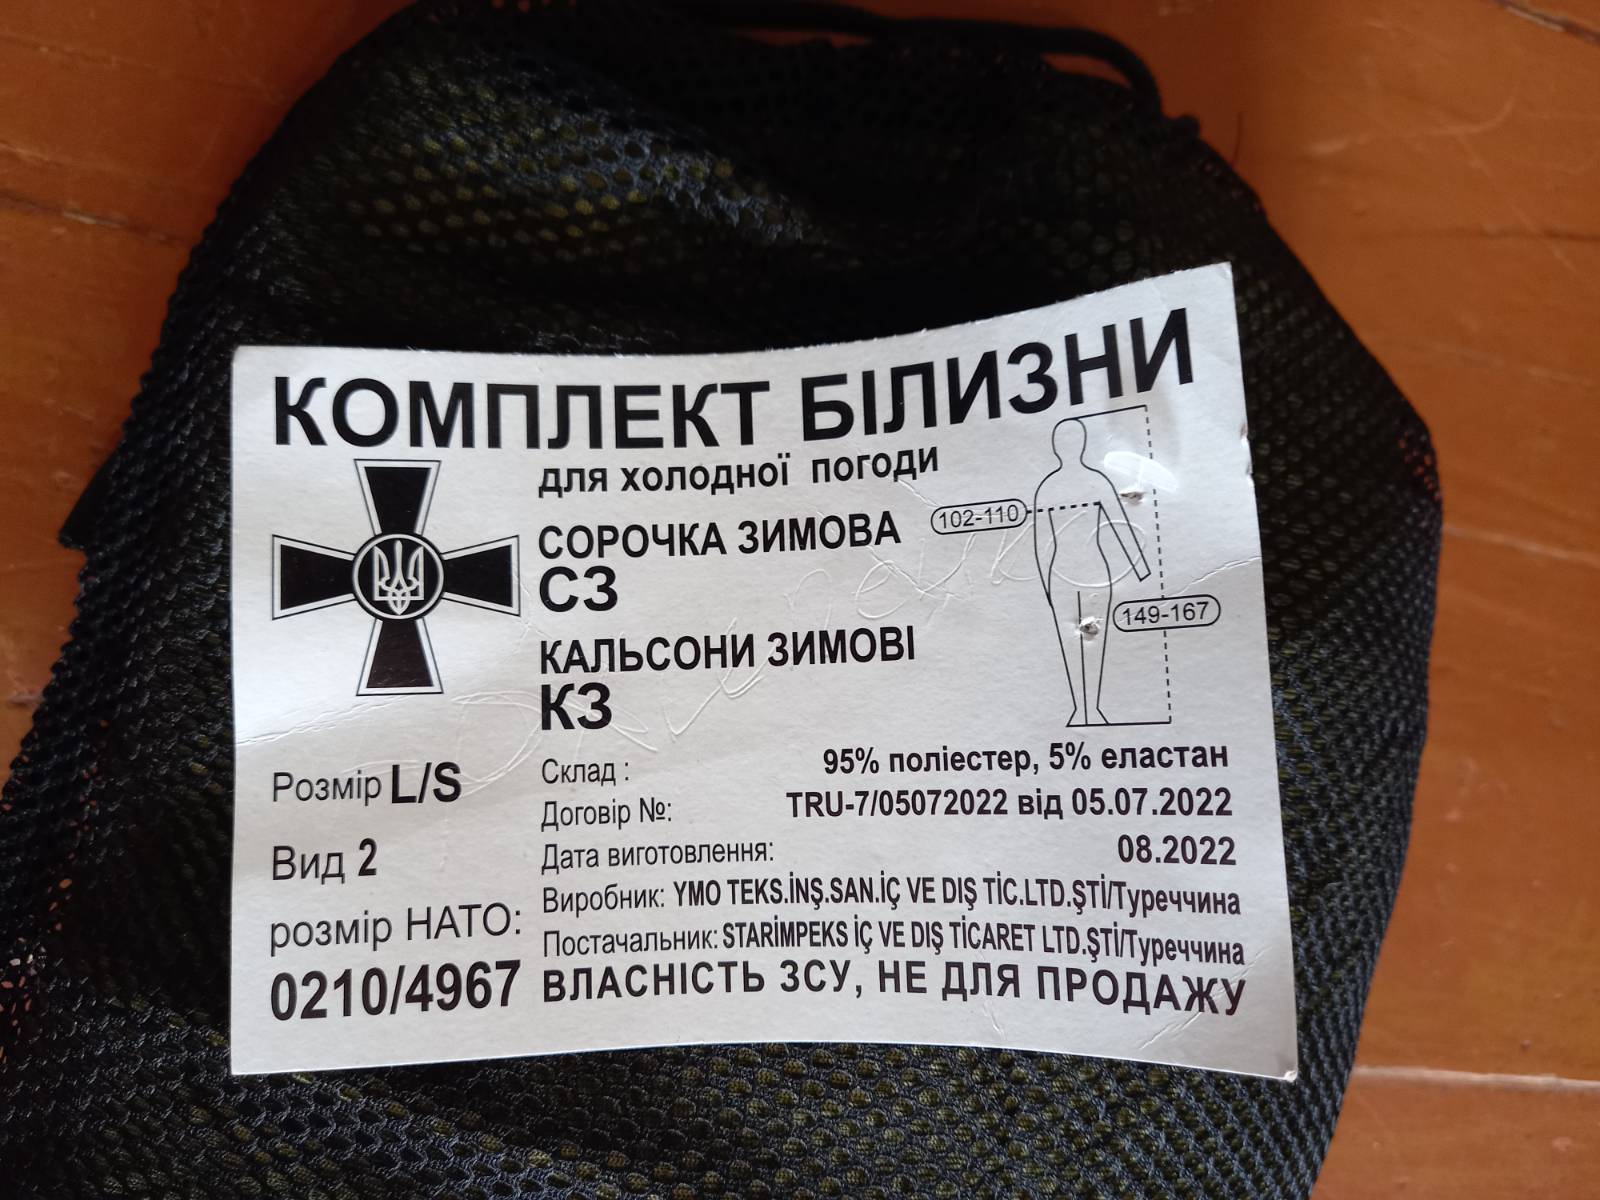 КОМПЛЕКТ БІЛИЗНИ
для холодної погоди
СОРОЧКА ЗИМОВА
СЗ
102-110
КАЛЬСОНИ ЗИМОВІ
КЗ
149-167
Розмір L/S
Вид 2
розмір НАТО:
0210/4967
Склад : 95% поліестер, 5% еластан
Договір №: TRU-7/05072022 від 05.07.2022
Дата виготовлення: 08.2022
Виробник: YMO TEKS.İNŞ.SAN.İÇ VE DIŞ TİC.LTD.ŞTİ/Туреччина
Постачальник: STARİMPEKS İÇ VE DIŞ TİCARET LTD.ŞTİ/Туреччина
ВЛАСНІСТЬ ЗСУ, НЕ ДЛЯ ПРОДАЖУ